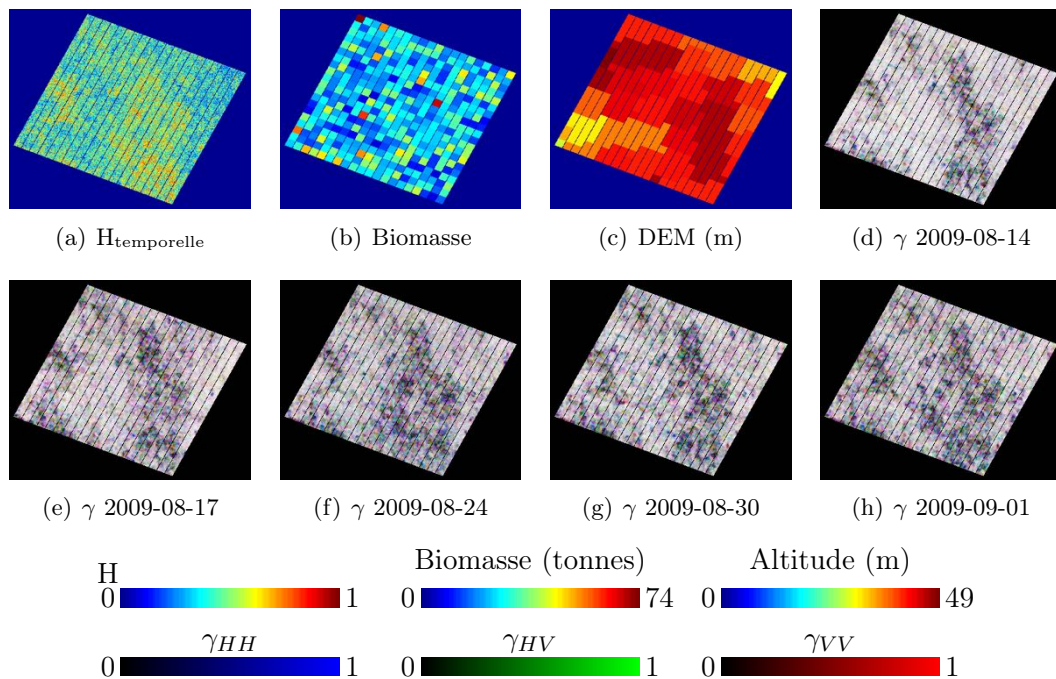 (a) H_temporelle
(b) Biomasse
(c) DEM (m)
(d) γ 2009-08-14
(e) γ 2009-08-17
(f) γ 2009-08-24
(g) γ 2009-08-30
(h) γ 2009-09-01
H
0 1
Biomasse (tonnes)
0 74
Altitude (m)
0 49
γ_HH
0 1
γ_HV
0 1
γ_VV
0 1